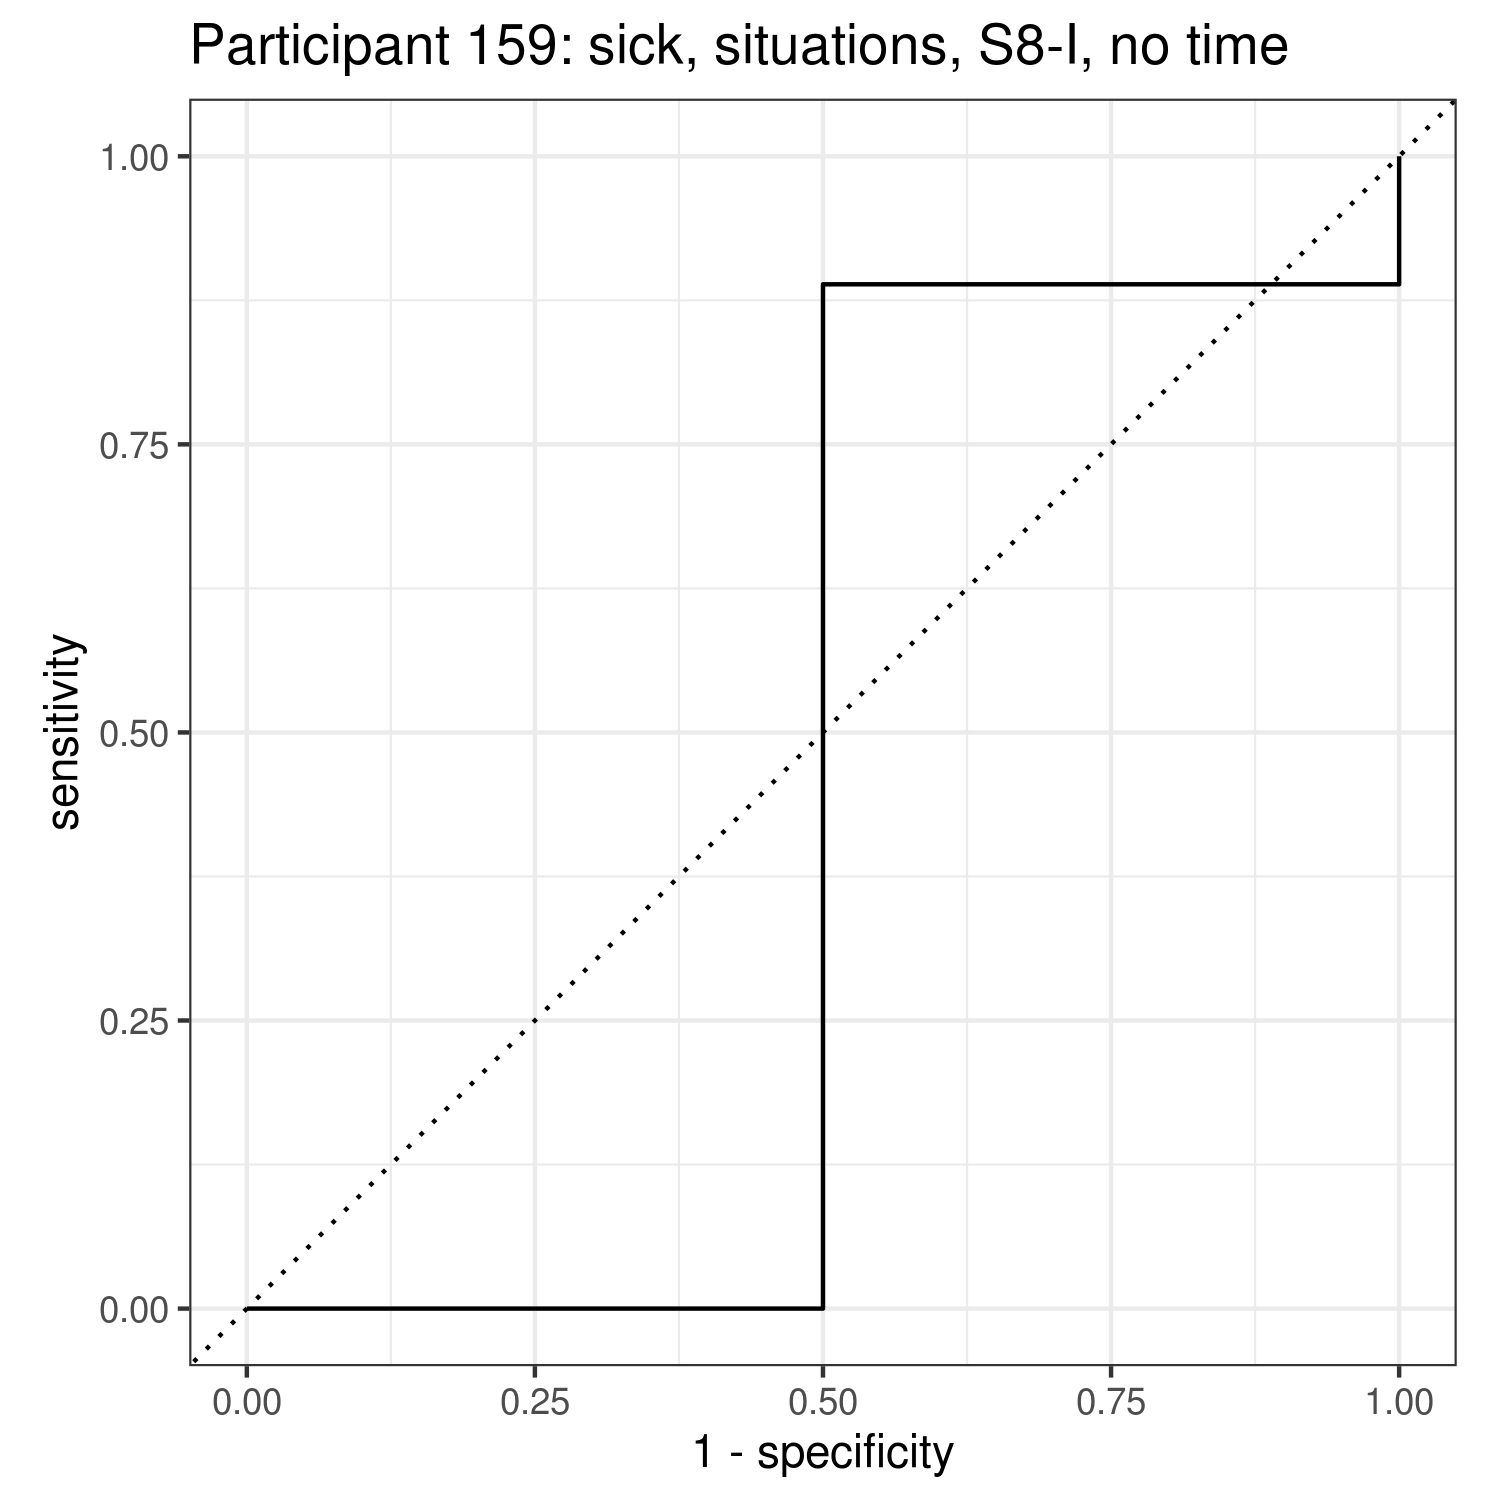 Participant 159: sick, situations, S8-I, no time
1.00
0.75
0.50
0.25
0.00
sensitivity
0.00 0.25 0.50 0.75 1.00
1 - specificity